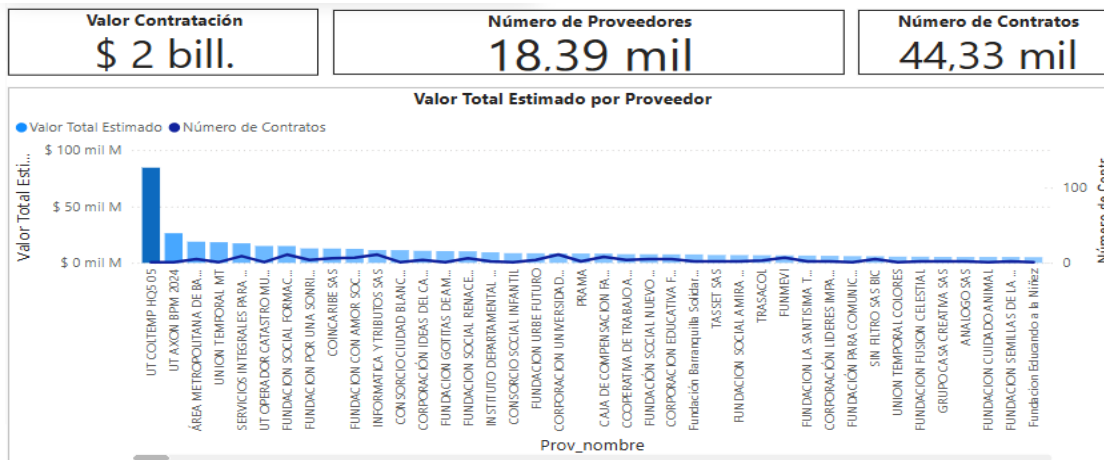 Valor Contratación
$ 2 bill.
Número de Proveedores
18,39 mil
Número de Contratos
44,33 mil
Valor Total Estimado por Proveedor
Valor Total Estimado
Número de Contratos
Valor Total Esti...
$ 100 mil M
$ 50 mil M
$ 0 mil M
100
0
Número de Contr...
UT COLTEMP HQ5 05
UT AXON BPM 2024
ÁREA METROPOLITANA DE BA...
UNION TEMPORAL MT
SERVICIOS INTEGRALES PARA ...
UT OPERADOR CATASTRO MU...
FUNDACION SOCIAL FORMAC...
FUNDACION POR UNA SONRI...
COINCARIBE SAS
FUNDACION CON AMOR SOC...
INFORMATICA Y TRIBUTOS SAS
CONSORCIO CIUDAD BLANC...
CORPORACIÓN IDEAS DEL CA...
FUNDACION GOTITAS DE AM...
FUNDACION SOCIAL RENACE...
INSTITUTO DEPARTAMENTAL ...
CONSORCIO SOCIAL INFANTIL
FUNDACION URBE FUTURO
CORPORACION UNIVERSIDAD...
PRAMA
CAJA DE COMPENSACION FA...
COOPERATIVA DE TRABAJO A...
FUNDACIÓN SOCIAL NUEVO ...
CORPORACION EDUCATIVA F...
Fundación Barranquilla Solidar...
TASSET SAS
FUNDACION SOCIAL AMIRA ...
TRASACOL
FUNMEVI
FUNDACION LA SANTISIMA T...
CORPORACIÓN LIDERES IMPA...
FUNDACIÓN PARA COMUNIC...
SIN FILTRO SAS BIC
UNION TEMPORAL COLORES
FUNDACION FUSION CELESTIAL
GRUPO CASA CREATIVA SAS
ANALOGO SAS
FUNDACION CUIDADO ANIMAL
FUNDACION SEMILLAS DE LA ...
Fundacion Educando a la Niñez
Prov_nombre